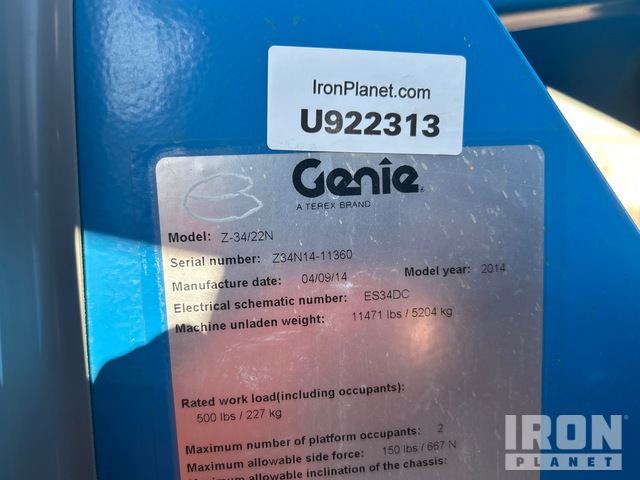 IronPlanet.com
U922313
Genie
A TEREX BRAND
Model: Z-34/22N
Serial number: Z34N14-11360
Manufacture date: 04/09/14 Model year: 2014
Electrical schematic number: ES34DC
Machine unladen weight: 11471 lbs / 5204 kg
Rated work load(including occupants):
500 lbs / 227 kg
Maximum number of platform occupants: 2
Maximum allowable side force: 150 lbs / 667 N
Maximum allowable inclination of the chassis:
IRON
PLANET